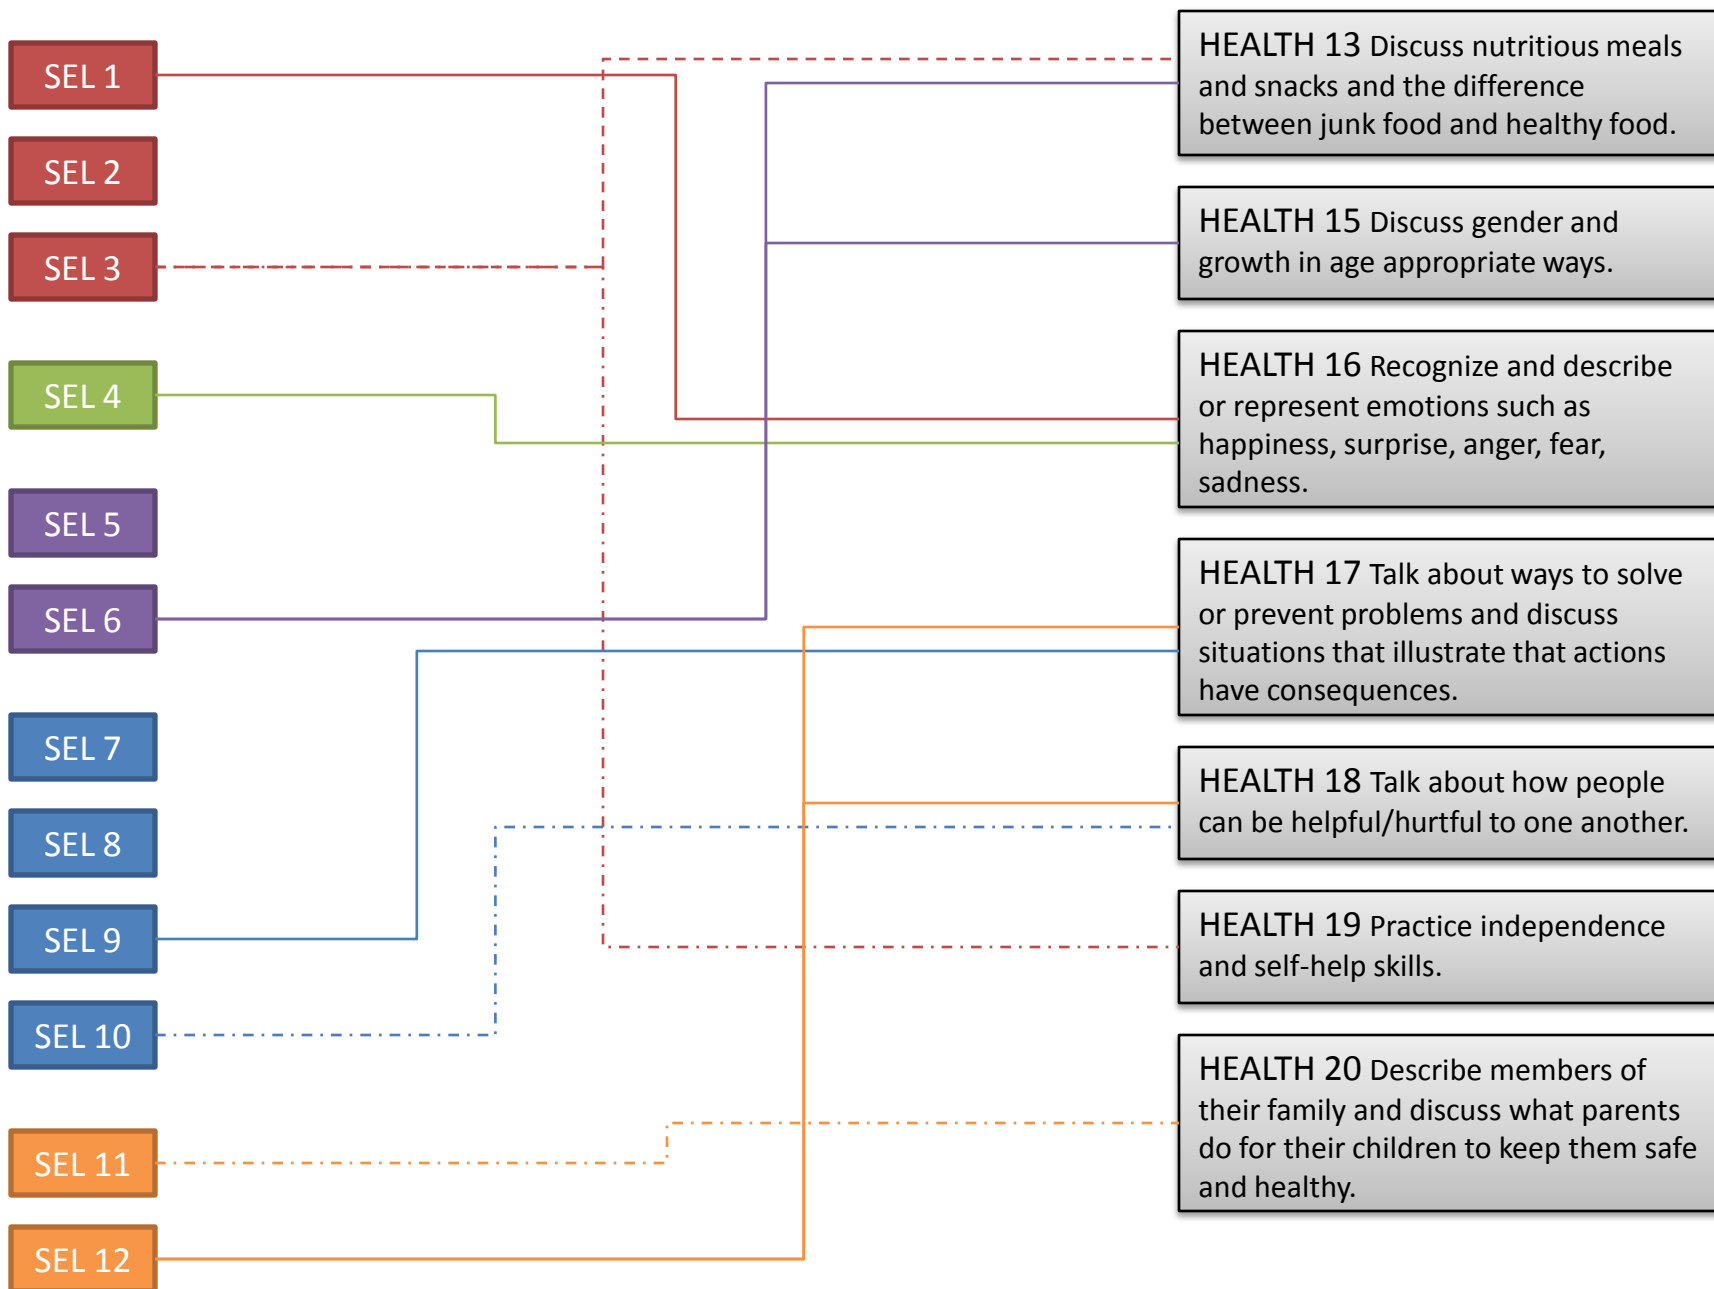 SEL 1
SEL 2
SEL 3
SEL 4
SEL 5
SEL 6
SEL 7
SEL 8
SEL 9
SEL 10
SEL 11
SEL 12
HEALTH 13 Discuss nutritious meals
and snacks and the difference
between junk food and healthy food.
HEALTH 15 Discuss gender and
growth in age appropriate ways.
HEALTH 16 Recognize and describe
or represent emotions such as
happiness, surprise, anger, fear,
sadness.
HEALTH 17 Talk about ways to solve
or prevent problems and discuss
situations that illustrate that actions
have consequences.
HEALTH 18 Talk about how people
can be helpful/hurtful to one another.
HEALTH 19 Practice independence
and self-help skills.
HEALTH 20 Describe members of
their family and discuss what parents
do for their children to keep them safe
and healthy.